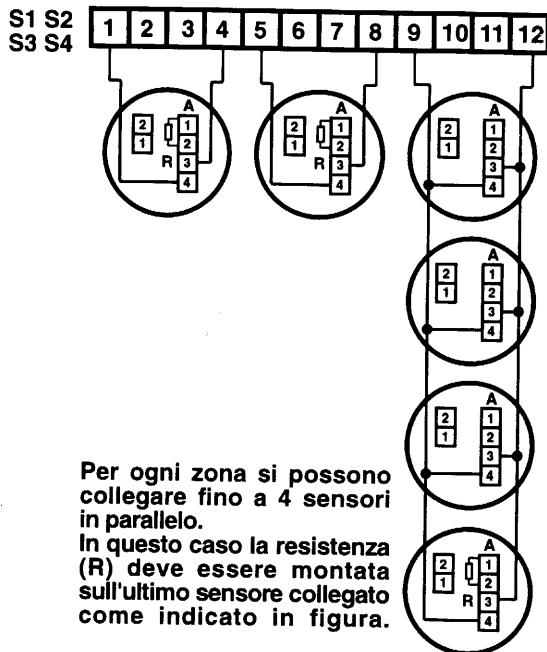 S1 S2
S3 S4
1 2 3 4 5 6 7 8 9 10 11 12
A
2 1
1 2 3 4
R
A
2 1
1 2 3 4
R
A
2 1
1 2 3 4
A
2 1
1 2 3 4
A
2 1
1 2 3 4
A
2 1
1 2 3 4
R
Per ogni zona si possono
collegare fino a 4 sensori
in parallelo.
In questo caso la resistenza
(R) deve essere montata
sull'ultimo sensore collegato
come indicato in figura.